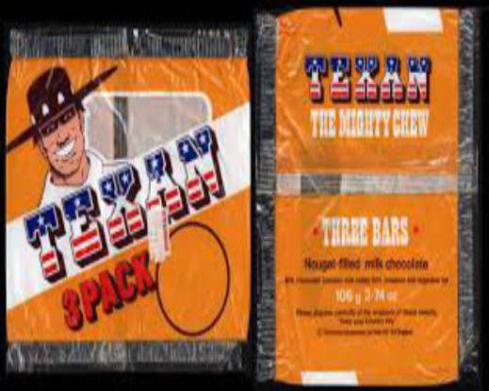 TEXAN
3 PACK
TEXAN
THE MIGHTY CHEW
THREE BARS
Nougat-filled milk chocolate
106 g 3·74 oz